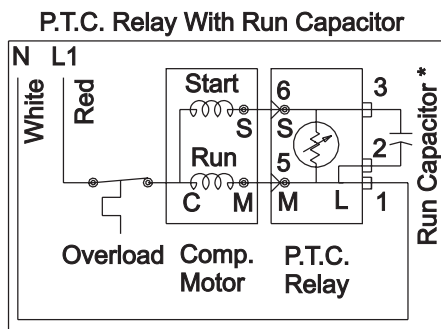 P.T.C. Relay With Run Capacitor
N L1
White
Red
Start
Run
S
C M
6
S
5
M
L
3
2
1
Run Capacitor *
Overload
Comp.
Motor
P.T.C.
Relay